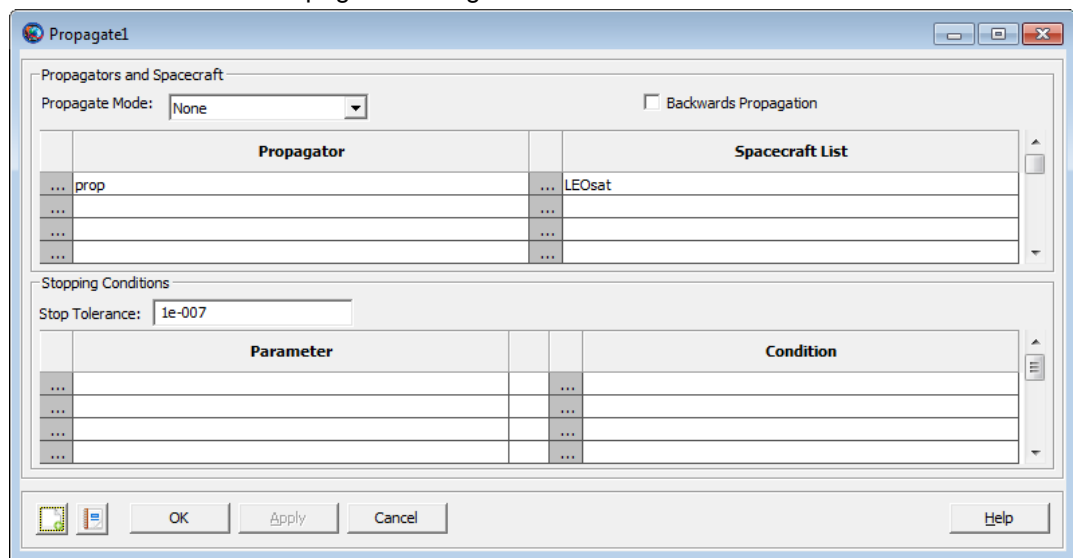 Propagate1
Propagators and Spacecraft
Propagate Mode: None Backwards Propagation
Propagator Spacecraft List
... prop ... LEOsat
... ...
... ...
... ...
Stopping Conditions
Stop Tolerance: 1e-007
Parameter Condition
... ...
... ...
... ...
... ...
OK Apply Cancel Help